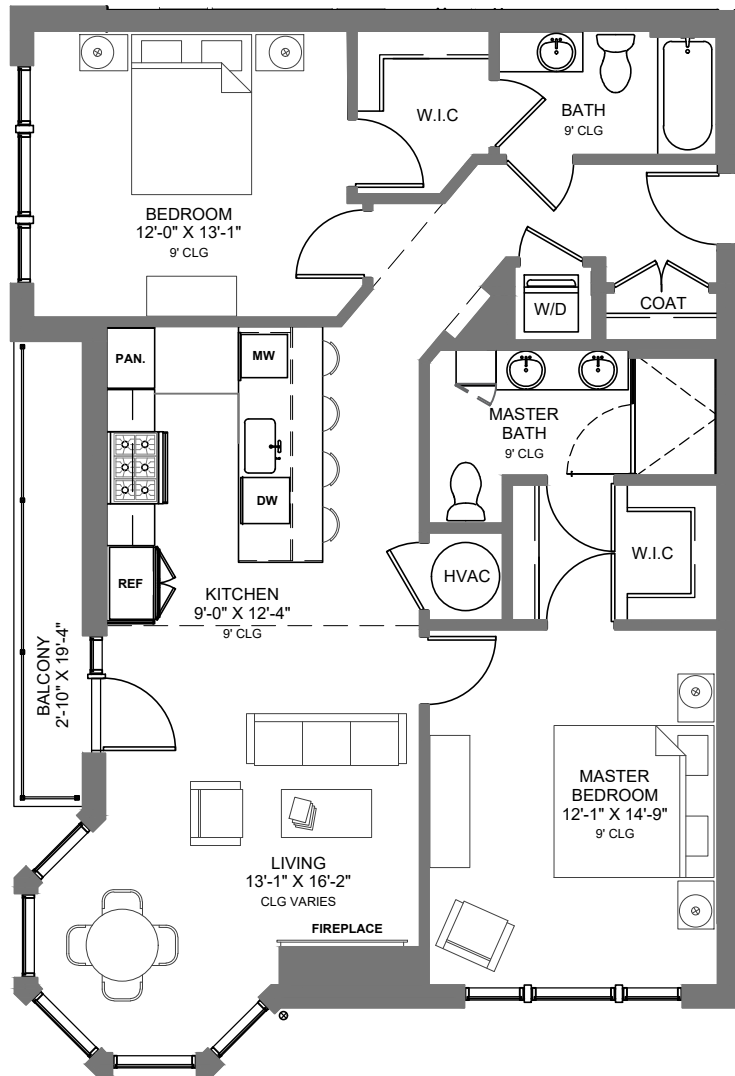 W.I.C
BATH
9' CLG
BEDROOM
12'-0" X 13'-1"
9' CLG
W/D
COAT
PAN.
MW
MASTER
BATH
9' CLG
DW
REF
W.I.C
HVAC
KITCHEN
9'-0" X 12'-4"
9' CLG
BALCONY
2'-10" X 19'-4"
MASTER
BEDROOM
12'-1" X 14'-9"
9' CLG
LIVING
13'-1" X 16'-2"
CLG VARIES
FIREPLACE